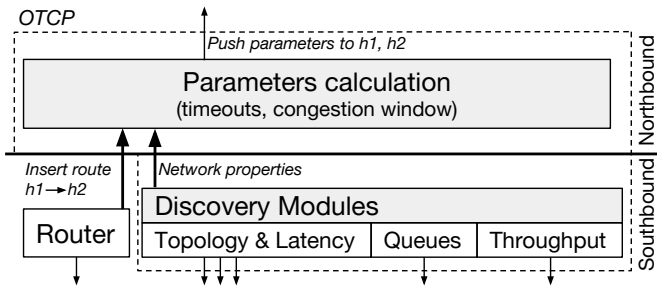 OTCP
Push parameters to h1, h2
Parameters calculation
(timeouts, congestion window)
Northbound
Insert route
h1→h2
Network properties
Southbound
Discovery Modules
Router
Topology & Latency
Queues
Throughput